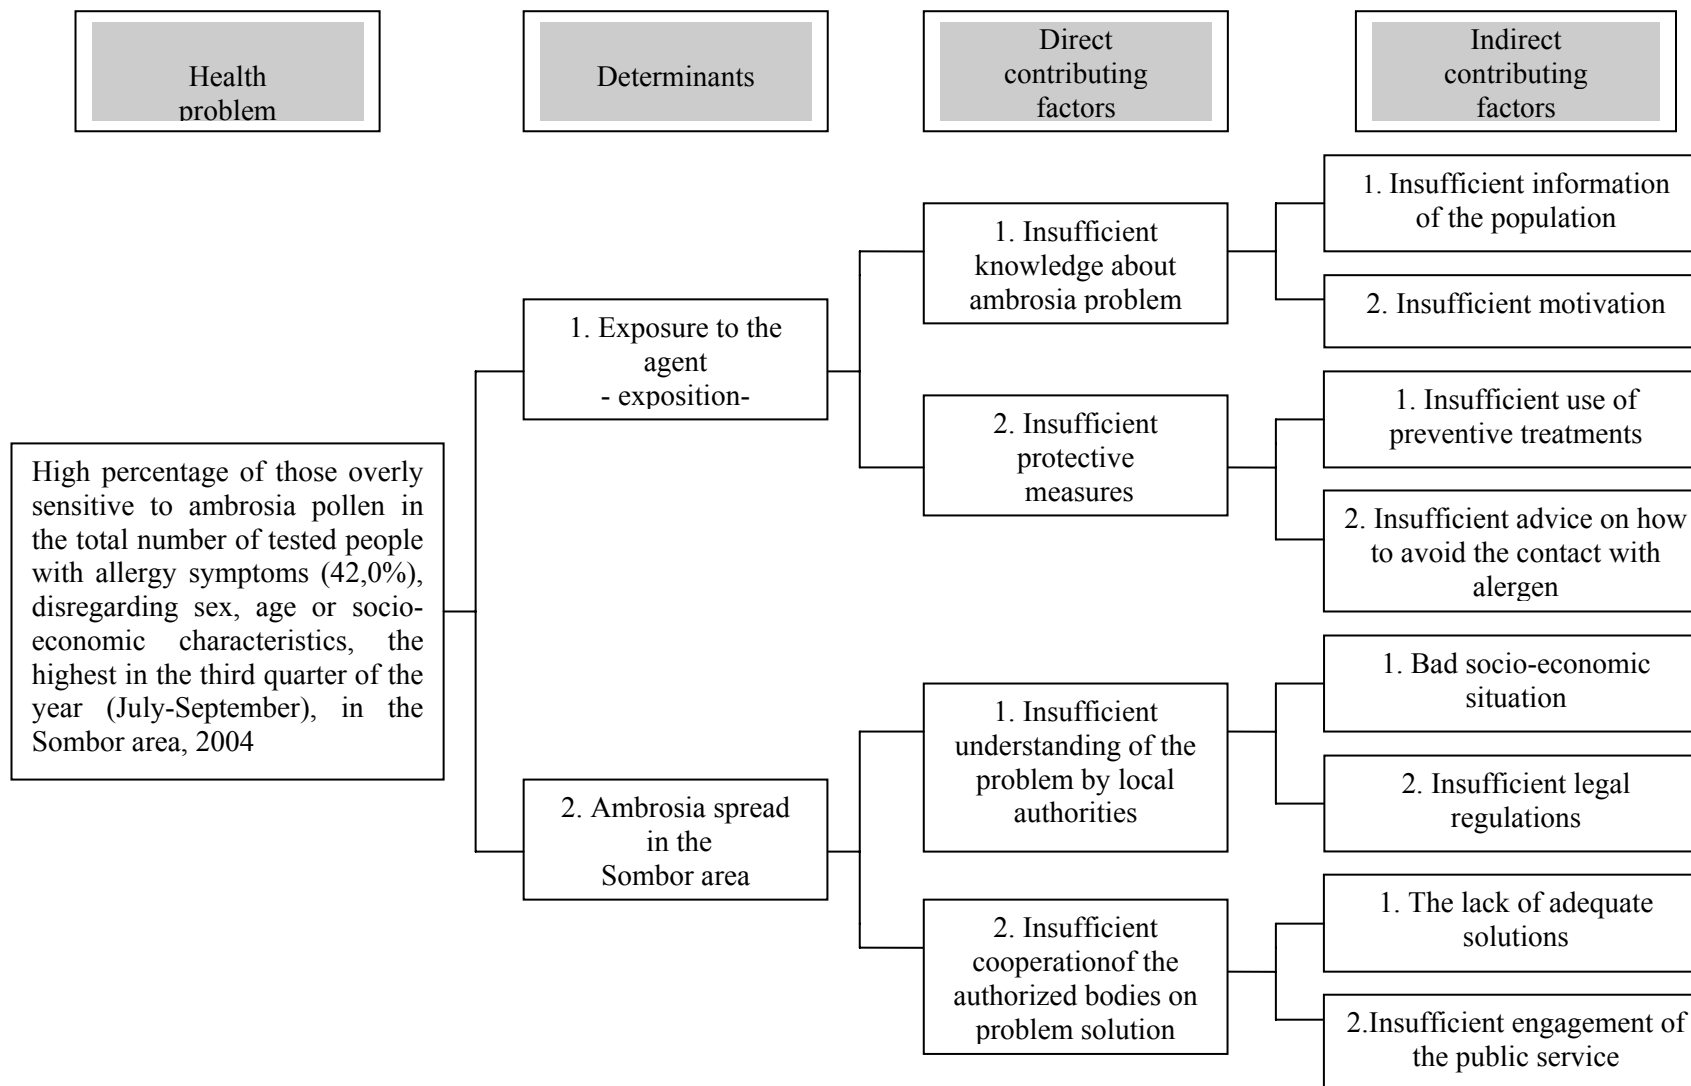 Health
problem
Determinants
Direct
contributing
factors
Indirect
contributing
factors
High percentage of those overly
sensitive to ambrosia pollen in
the total number of tested people
with allergy symptoms (42,0%),
disregarding sex, age or socio-
economic characteristics, the
highest in the third quarter of the
year (July-September), in the
Sombor area, 2004
1. Exposure to the
agent
- exposition-
2. Ambrosia spread
in the
Sombor area
1. Insufficient
knowledge about
ambrosia problem
2. Insufficient
protective
measures
1. Insufficient
understanding of the
problem by local
authorities
2. Insufficient
cooperationof the
authorized bodies on
problem solution
1. Insufficient information
of the population
2. Insufficient motivation
1. Insufficient use of
preventive treatments
2. Insufficient advice on how
to avoid the contact with
alergen
1. Bad socio-economic
situation
2. Insufficient legal
regulations
1. The lack of adequate
solutions
2.Insufficient engagement of
the public service